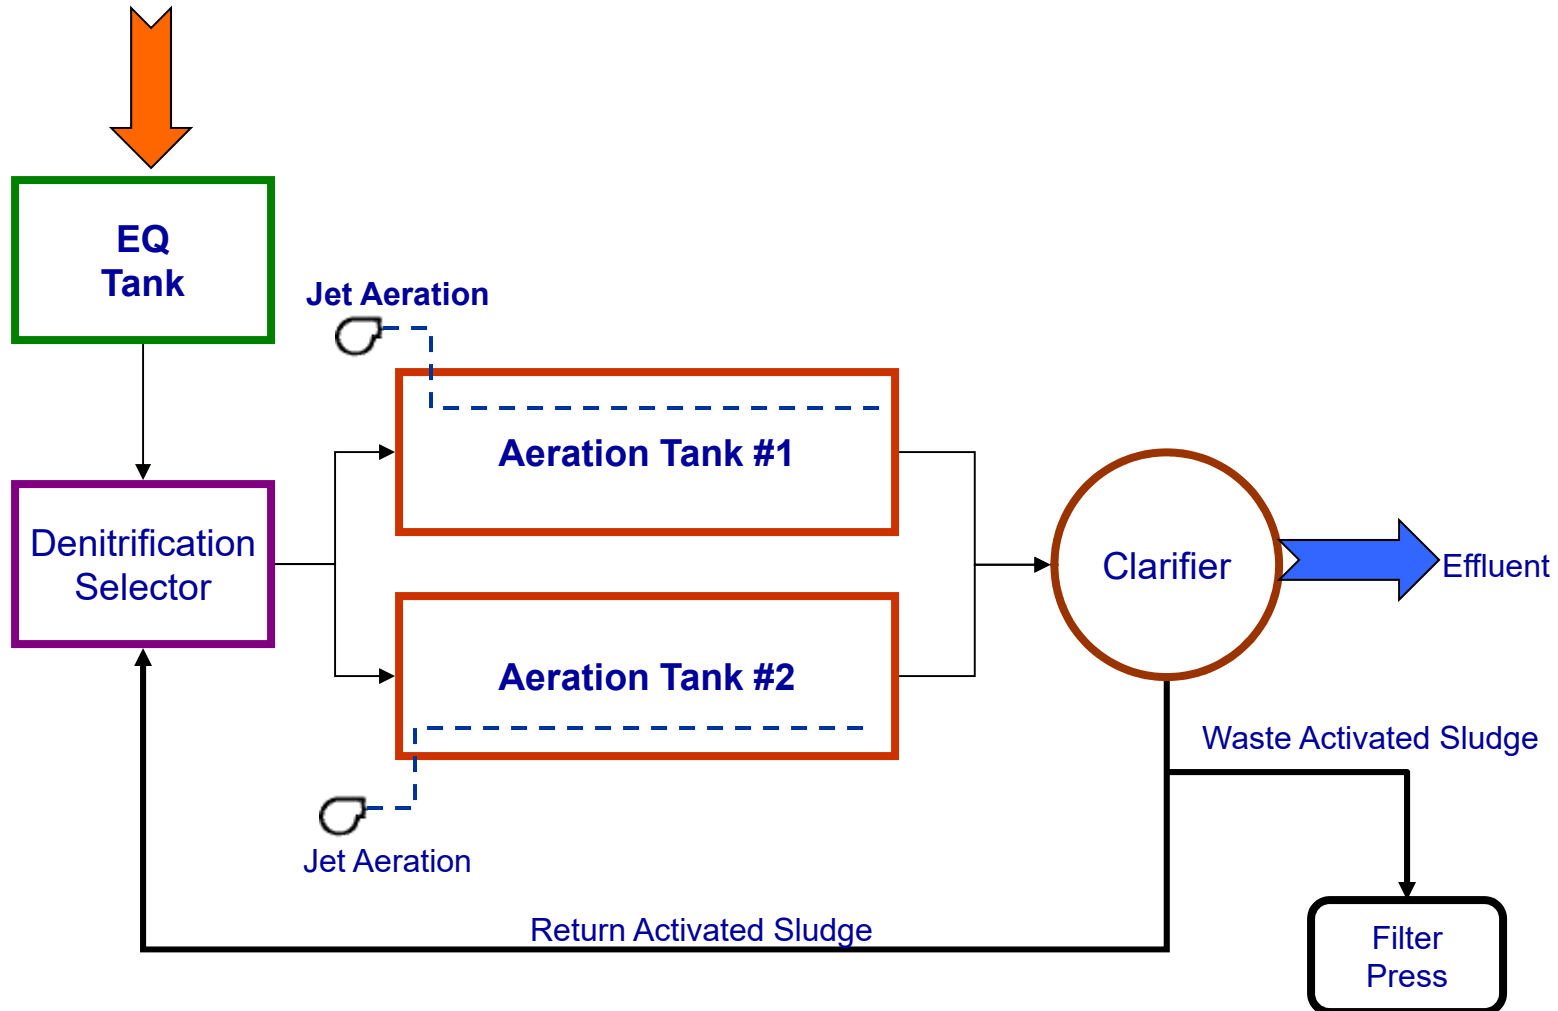 EQ
Tank
Jet Aeration
Aeration Tank #1
Denitrification
Selector
Clarifier
Effluent
Aeration Tank #2
Waste Activated Sludge
Jet Aeration
Return Activated Sludge
Filter
Press